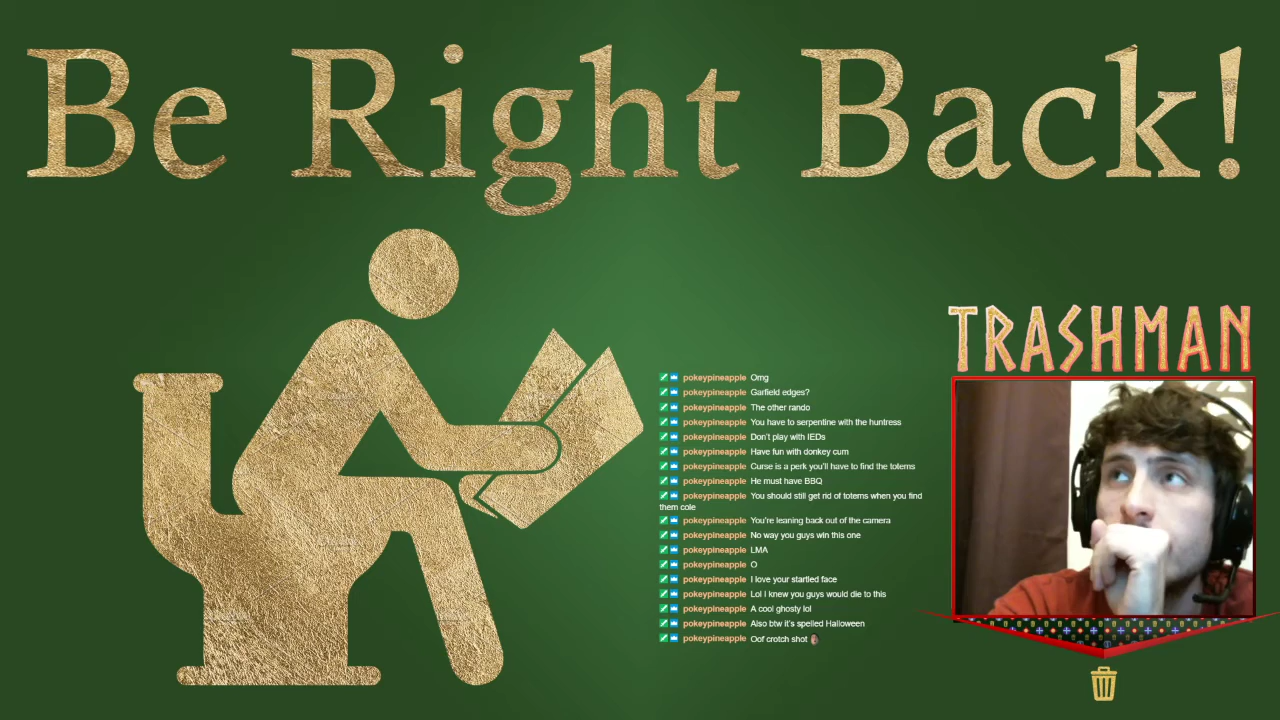 Be Right Back!
TRASHMAN
pokeypineapple Omg
pokeypineapple Garfield edges?
pokeypineapple The other rando
pokeypineapple You have to serpentine with the huntress
pokeypineapple Don't play with IEDs
pokeypineapple Have fun with donkey cum
pokeypineapple Curse is a perk you'll have to find the totems
pokeypineapple He must have BBQ
pokeypineapple You should still get rid of totems when you find
them cole
pokeypineapple You're leaning back out of the camera
pokeypineapple No way you guys win this one
pokeypineapple LMA
pokeypineapple O
pokeypineapple I love your startled face
pokeypineapple Lol I knew you guys would die to this
pokeypineapple A cool ghosty lol
pokeypineapple Also btw it's spelled Halloween
pokeypineapple Oof crotch shot